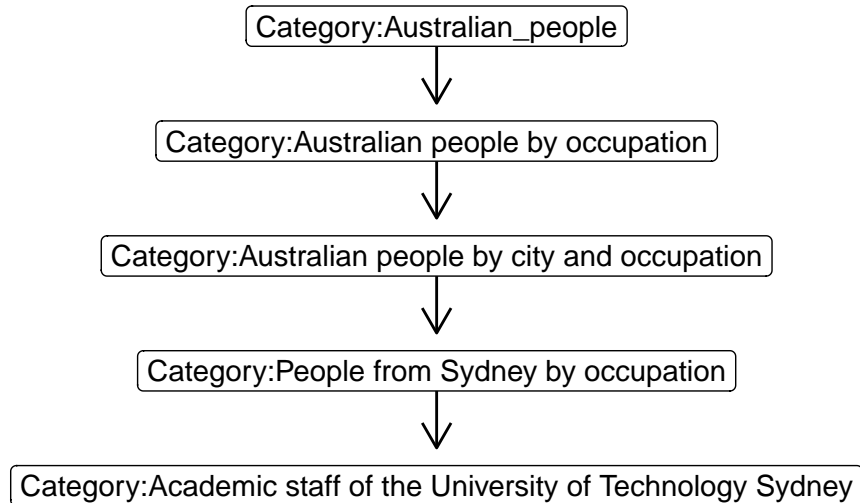 Category:Australian_people
Category:Australian people by occupation
Category:Australian people by city and occupation
Category:People from Sydney by occupation
Category:Academic staff of the University of Technology Sydney